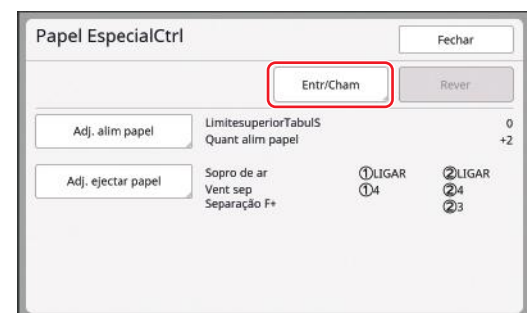 Papel EspecialCtrl
Fechar
Entr/Cham
Rever
Adj. alim papel
LimitesuperiorTabulS 0
Quant alim papel +2
Adj. ejectar papel
Sopro de ar ①LIGAR ②LIGAR
Vent sep ①4 ②4
Separação F+ ②3